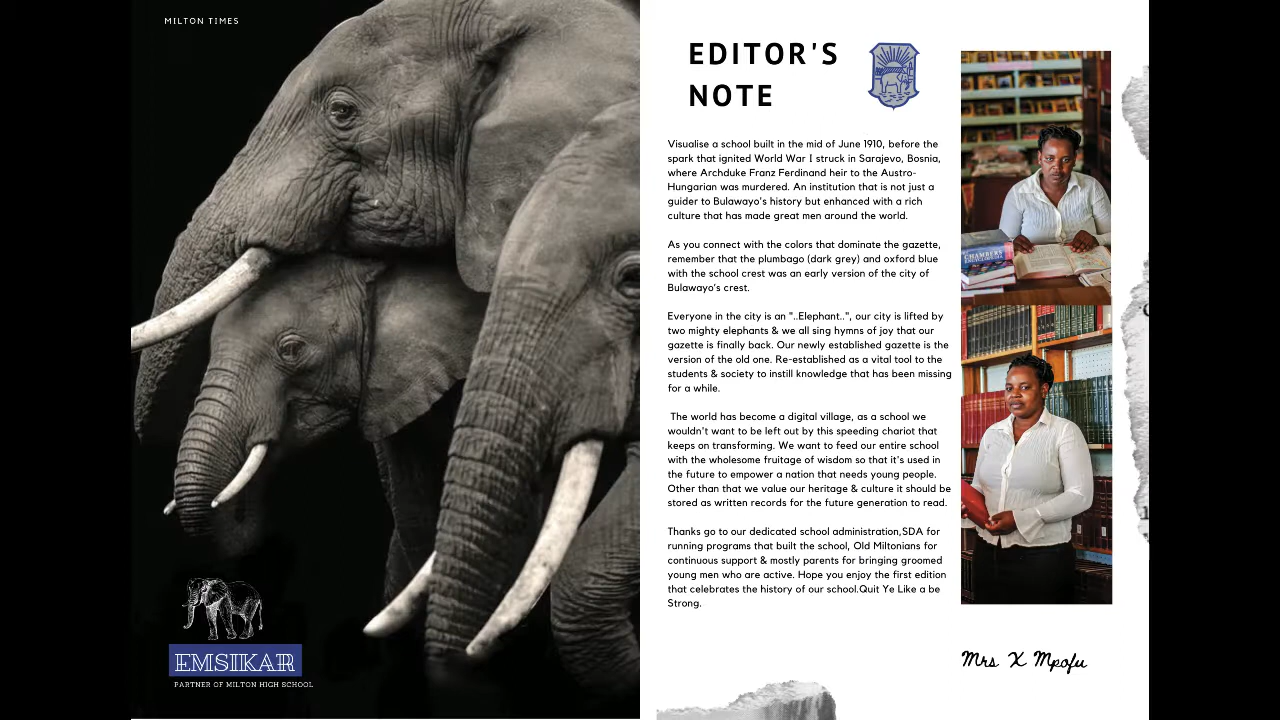 MILTON TIMES
EMSIKAR
PARTNER OF MILTON HIGH SCHOOL
EDITOR'S
NOTE
Visualise a school built in the mid of June 1910, before the
spark that ignited World War I struck in Sarajevo, Bosnia,
where Archduke Franz Ferdinand heir to the Austro-
Hungarian was murdered. An institution that is not just a
guider to Bulawayo's history but enhanced with a rich
culture that has made great men around the world.
As you connect with the colors that dominate the gazette,
remember that the plumbago (dark grey) and oxford blue
with the school crest was an early version of the city of
Bulawayo's crest.
Everyone in the city is an "..Elephant..", our city is lifted by
two mighty elephants & we all sing hymns of joy that our
gazette is finally back. Our newly established gazette is the
version of the old one. Re-established as a vital tool to the
students & society to instill knowledge that has been missing
for a while.
The world has become a digital village, as a school we
wouldn't want to be left out by this speeding chariot that
keeps on transforming. We want to feed our entire school
with the wholesome fruitage of wisdom so that it's used in
the future to empower a nation that needs young people.
Other than that we value our heritage & culture it should be
stored as written records for the future generation to read.
Thanks go to our dedicated school administration,SDA for
running programs that built the school, Old Miltonians for
continuous support & mostly parents for bringing groomed
young men who are active. Hope you enjoy the first edition
that celebrates the history of our school.Quit Ye Like a be
Strong.
CHAMBERS
ENCYCLOPAEDIA
Mrs X Mpofu